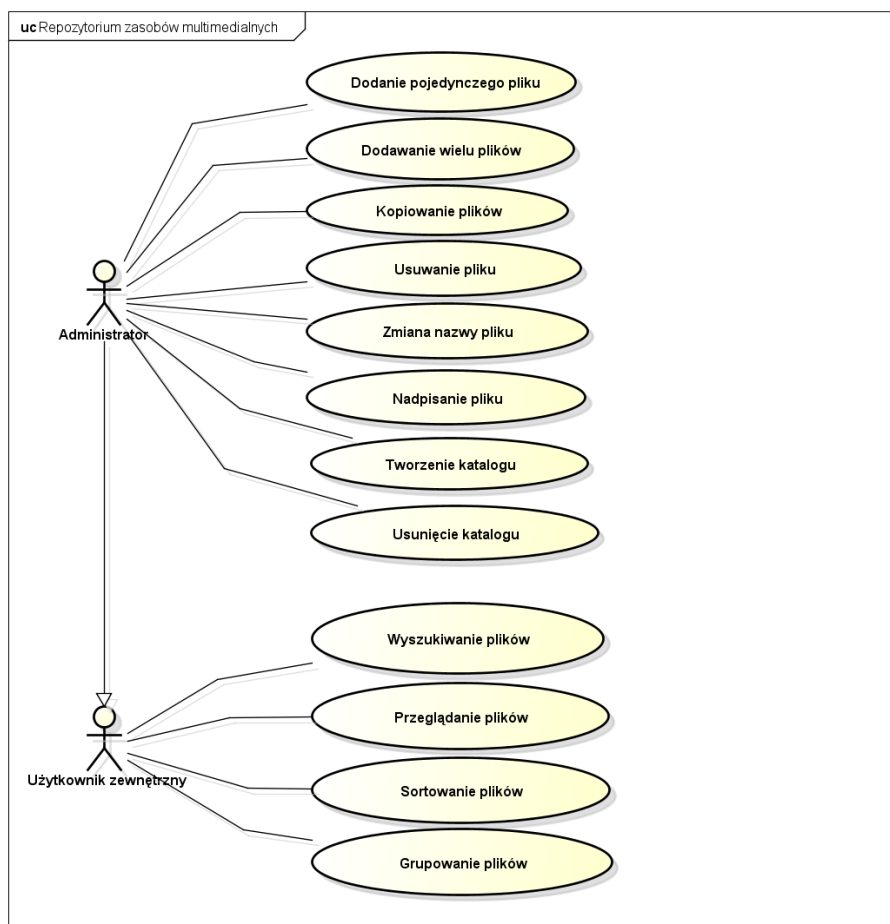 uc Repozytorium zasobów multimedialnych
Dodanie pojedynczego pliku
Dodawanie wielu plików
Kopiowanie plików
Usuwanie pliku
Administrator
Zmiana nazwy pliku
Nadpisanie pliku
Tworzenie katalogu
Usunięcie katalogu
Wyszukiwanie plików
Przeglądanie plików
Użytkownik zewnętrzny
Sortowanie plików
Grupowanie plików